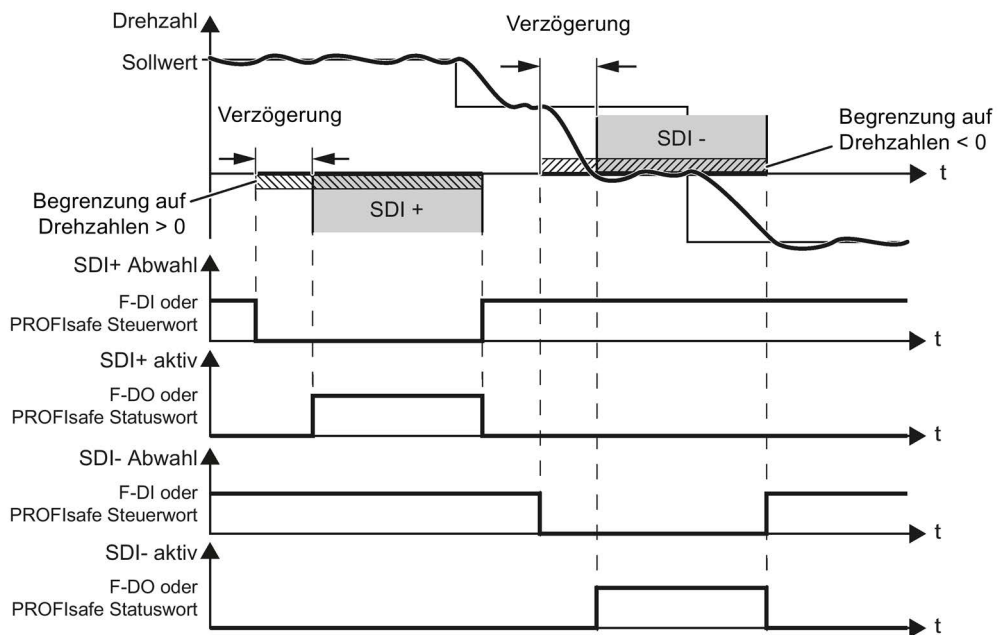 Drehzahl
Verzögerung
Sollwert
Verzögerung
SDI -
Begrenzung auf
Drehzahlen < 0
t
Begrenzung auf
Drehzahlen > 0
SDI +
SDI+ Abwahl
F-DI oder
PROFIsafe Steuerwort
t
SDI+ aktiv
F-DO oder
PROFIsafe Statuswort
t
SDI- Abwahl
F-DI oder
PROFIsafe Steuerwort
t
SDI- aktiv
F-DO oder
PROFIsafe Statuswort
t